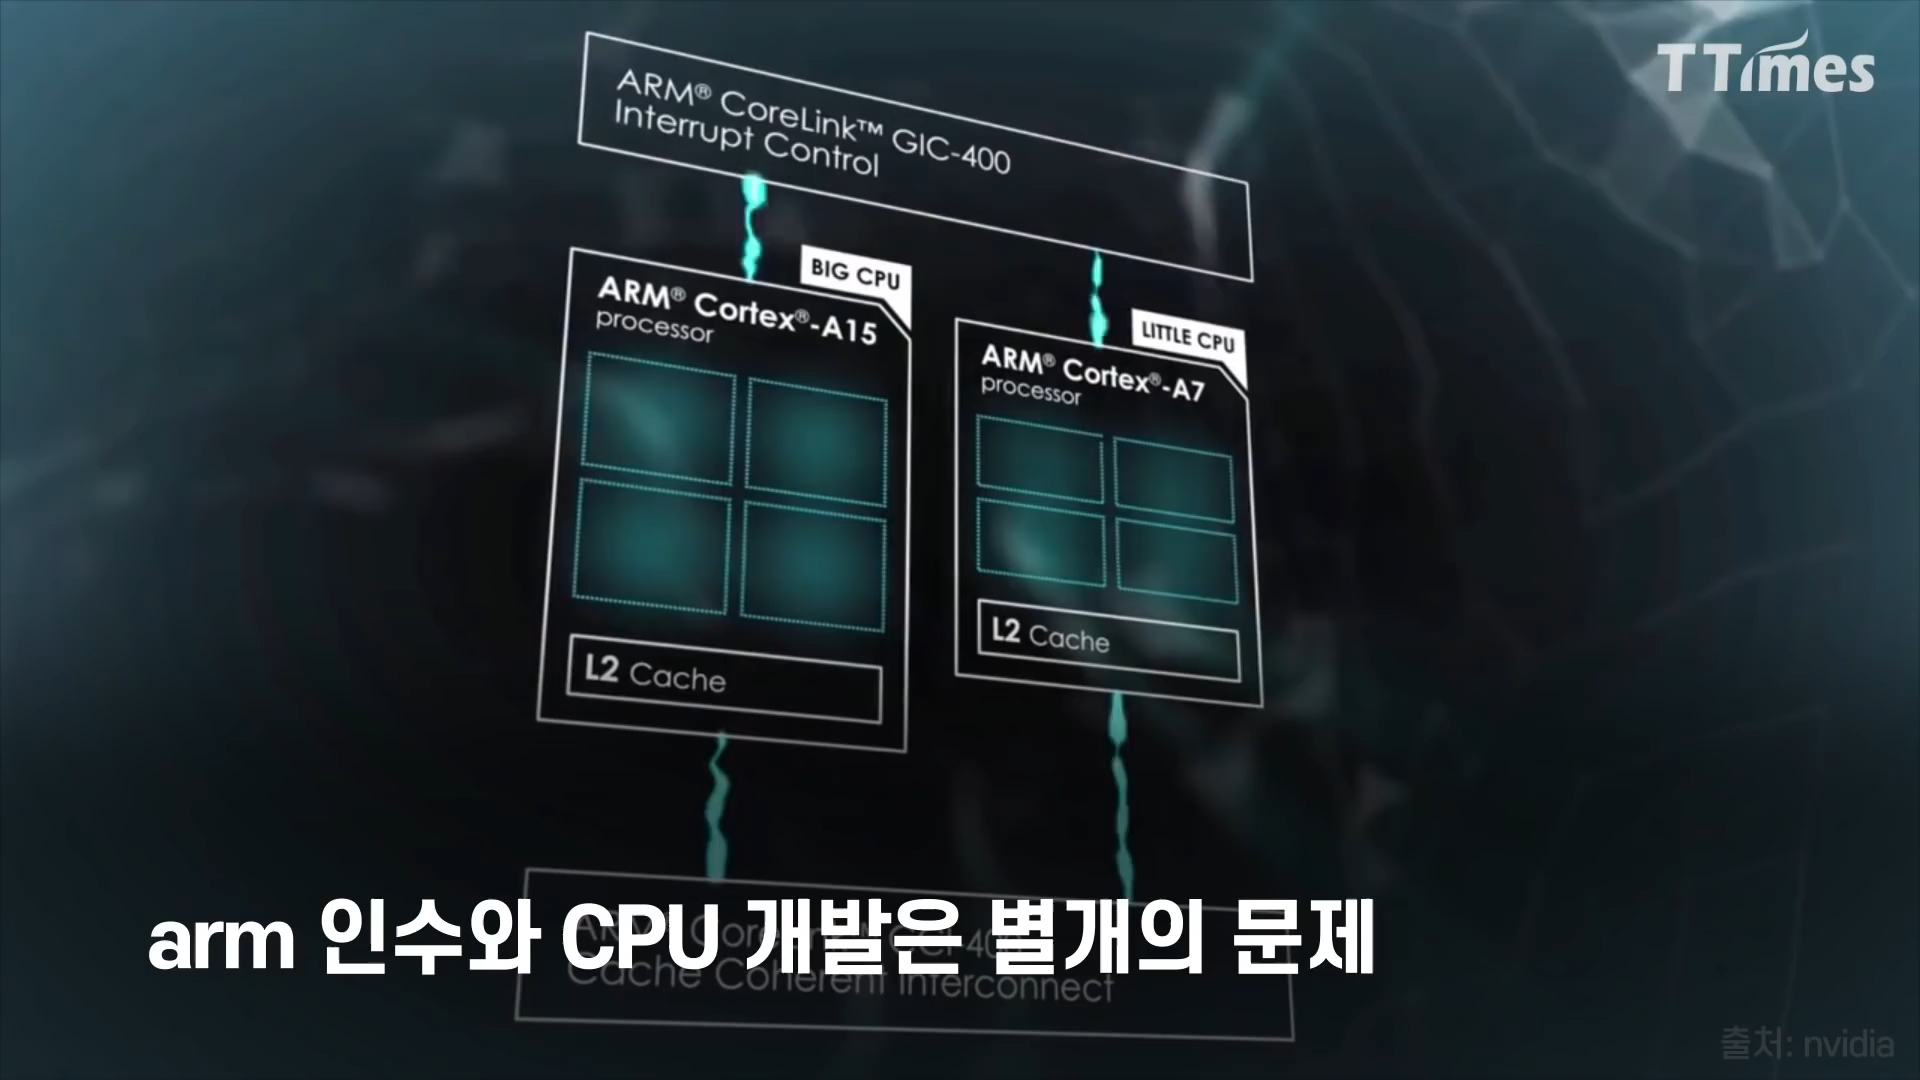 TTimes
ARM® CoreLink™ GIC-400
Interrupt Control
BIG CPU
ARM® Cortex®-A15
processor
L2 Cache
LITTLE CPU
ARM® Cortex®-A7
processor
L2 Cache
arm 인수와 CPU 개발은 별개의 문제
Cache Coherent Interconnect
출처: nvidia